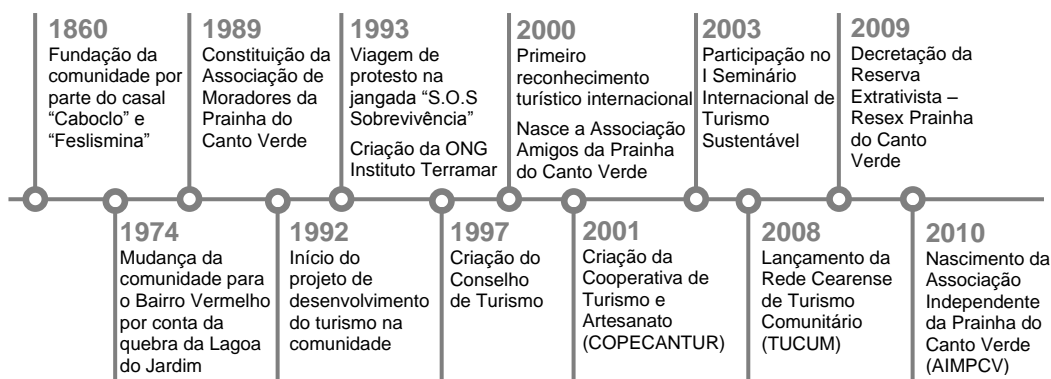 1860
Fundação da
comunidade por
parte do casal
“Caboclo” e
“Feslismina”
1989
Constituição da
Associação de
Moradores da
Prainha do
Canto Verde
1993
Viagem de
protesto na
jangada “S.O.S
Sobrevivência”
Criação da ONG
Instituto Terramar
2000
Primeiro
reconhecimento
turístico internacional
Nasce a Associação
Amigos da Prainha
do Canto Verde
2003
Participação no
I Seminário
Internacional de
Turismo
Sustentável
2009
Decretação da
Reserva
Extrativista –
Resex Prainha
do Canto
Verde
1974
Mudança da
comunidade para
o Bairro Vermelho
por conta da
quebra da Lagoa
do Jardim
1992
Início do
projeto de
desenvolvimento
do turismo na
comunidade
1997
Criação do
Conselho
de Turismo
2001
Criação da
Cooperativa de
Turismo e
Artesanato
(COPECANTUR)
2008
Lançamento da
Rede Cearense
de Turismo
Comunitário
(TUCUM)
2010
Nascimento da
Associação
Independente
da Prainha do
Canto Verde
(AIMPCV)